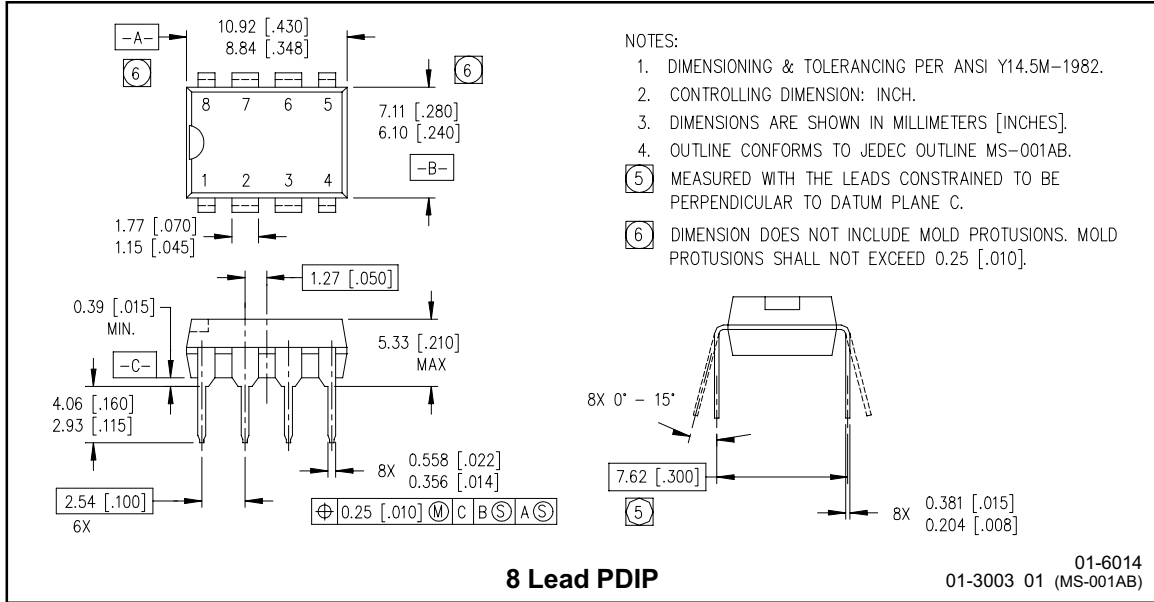 -A-
10.92 [.430]
8.84 [.348]
6
6
8 7 6 5
1 2 3 4
7.11 [.280]
6.10 [.240]
-B-
1.77 [.070]
1.15 [.045]
1.27 [.050]
0.39 [.015]
MIN.
-C-
5.33 [.210]
MAX
4.06 [.160]
2.93 [.115]
2.54 [.100]
6X
8X 0.558 [.022]
0.356 [.014]
⌖ 0.25 [.010] Ⓜ C B Ⓢ A Ⓢ
NOTES:
1. DIMENSIONING & TOLERANCING PER ANSI Y14.5M-1982.
2. CONTROLLING DIMENSION: INCH.
3. DIMENSIONS ARE SHOWN IN MILLIMETERS [INCHES].
4. OUTLINE CONFORMS TO JEDEC OUTLINE MS-001AB.
5 MEASURED WITH THE LEADS CONSTRAINED TO BE
PERPENDICULAR TO DATUM PLANE C.
6 DIMENSION DOES NOT INCLUDE MOLD PROTUSIONS. MOLD
PROTUSIONS SHALL NOT EXCEED 0.25 [.010].
8X 0° - 15°
7.62 [.300]
5
8X 0.381 [.015]
0.204 [.008]
8 Lead PDIP
01-6014
01-3003 01 (MS-001AB)